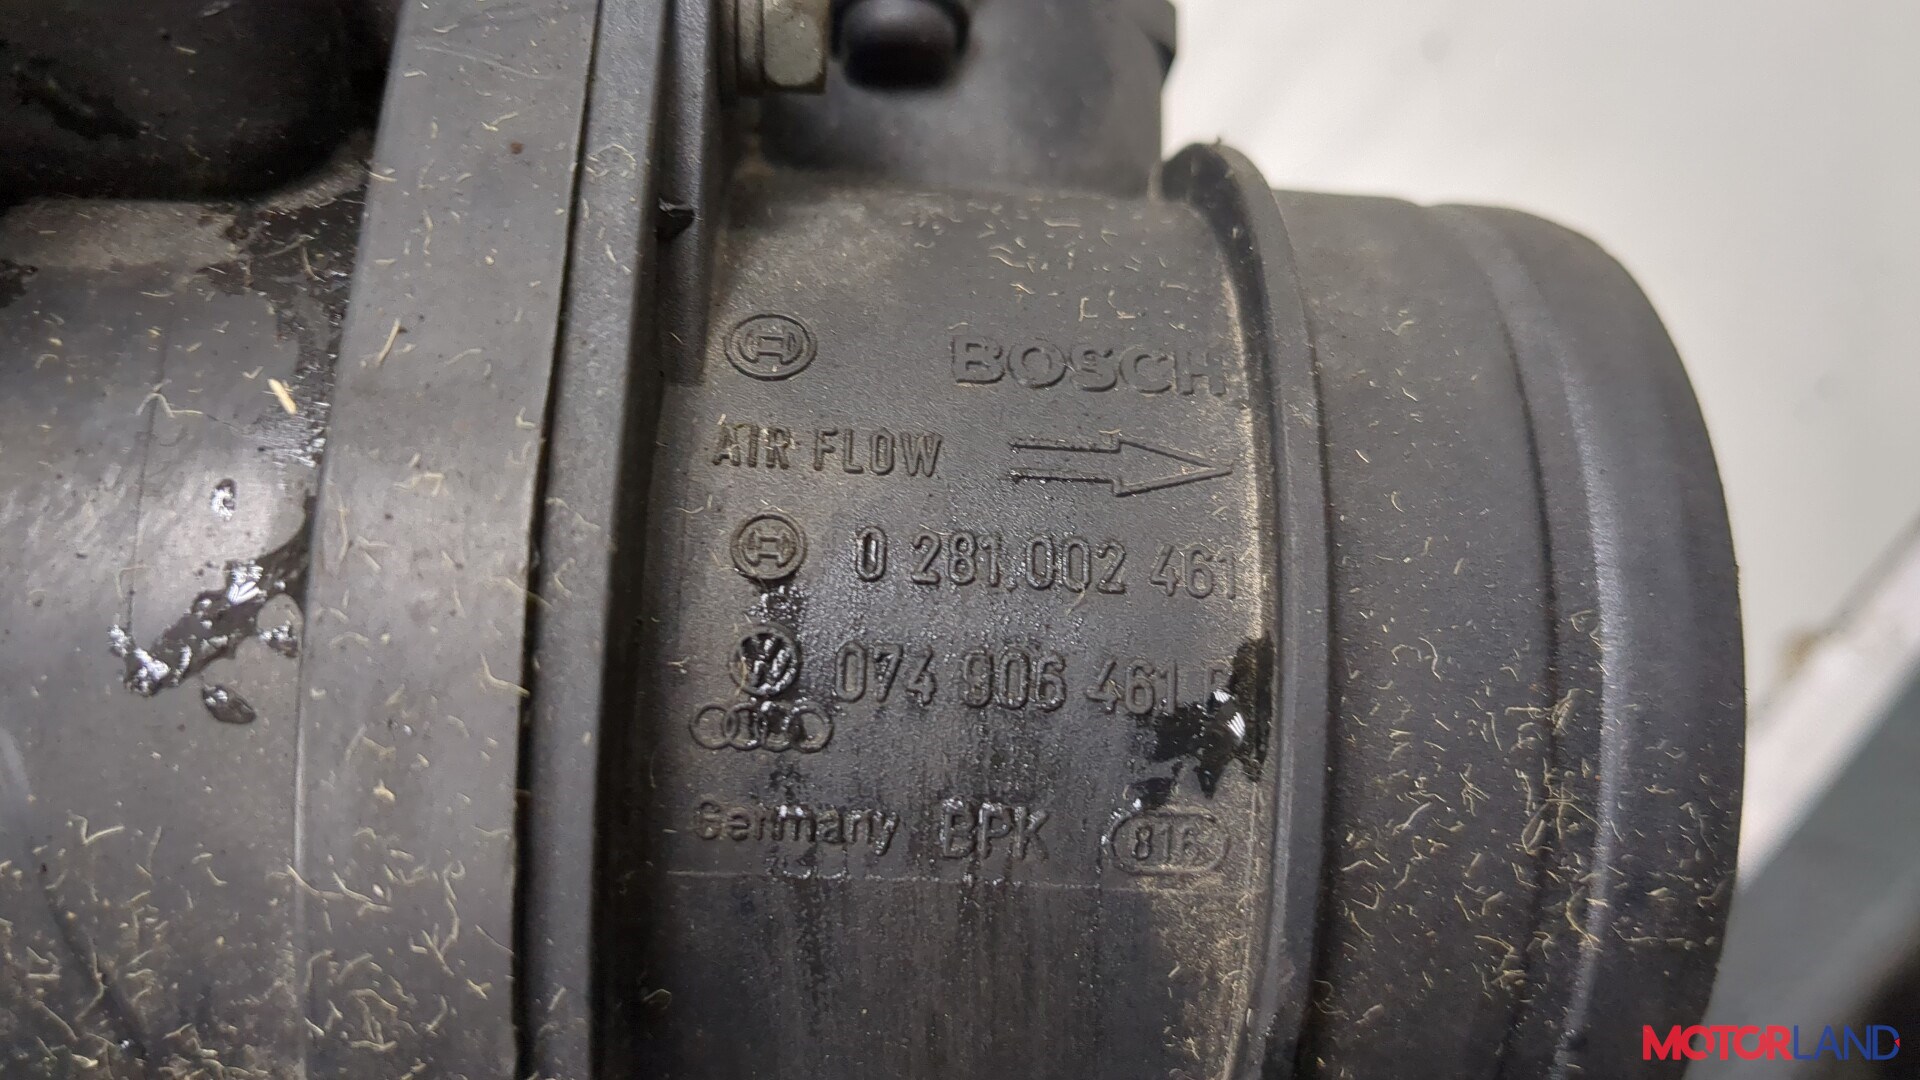 BOSCH
AIR FLOW
0 281 002 461
074 906 461
Germany BPK 816
MOTORLAND